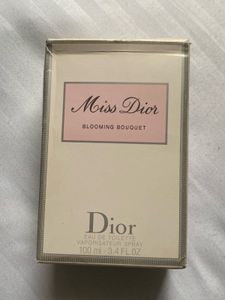 Miss Dior
BLOOMING BOUQUET
Dior
EAU DE TOILETTE
VAPORISATEUR SPRAY
100 ml - 3.4 FL.OZ